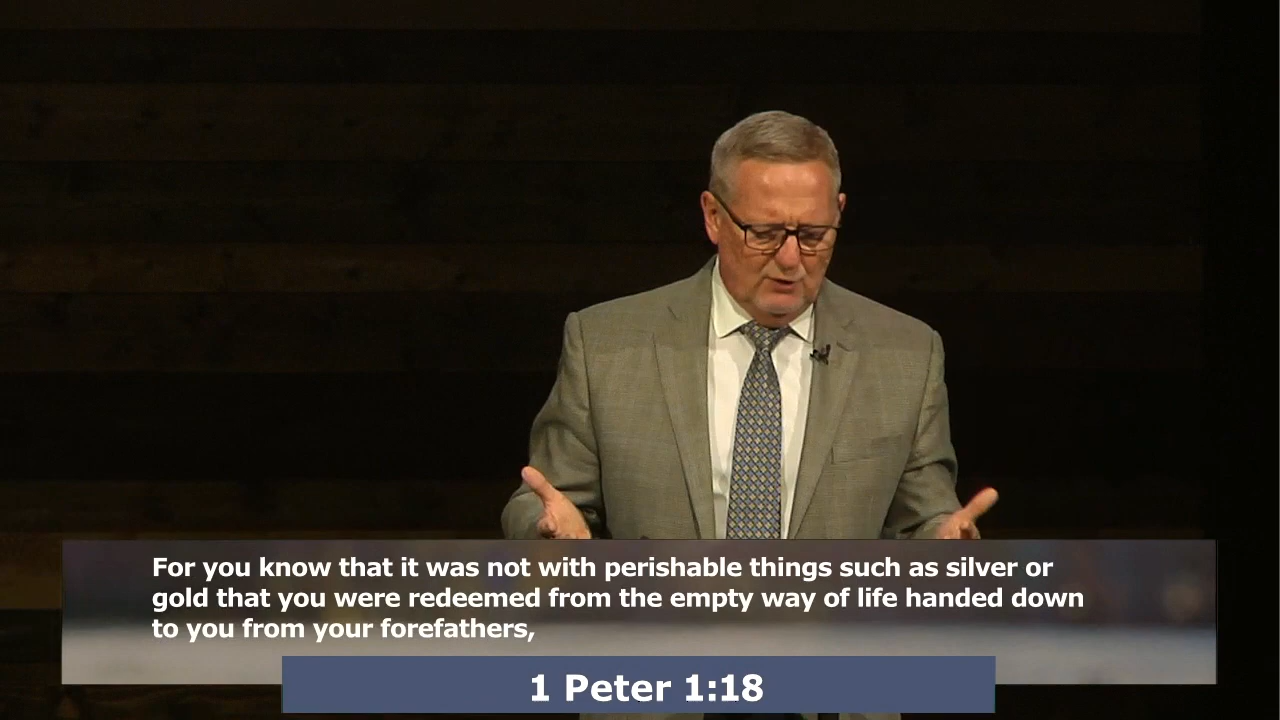 For you know that it was not with perishable things such as silver or
gold that you were redeemed from the empty way of life handed down
to you from your forefathers,
1 Peter 1:18